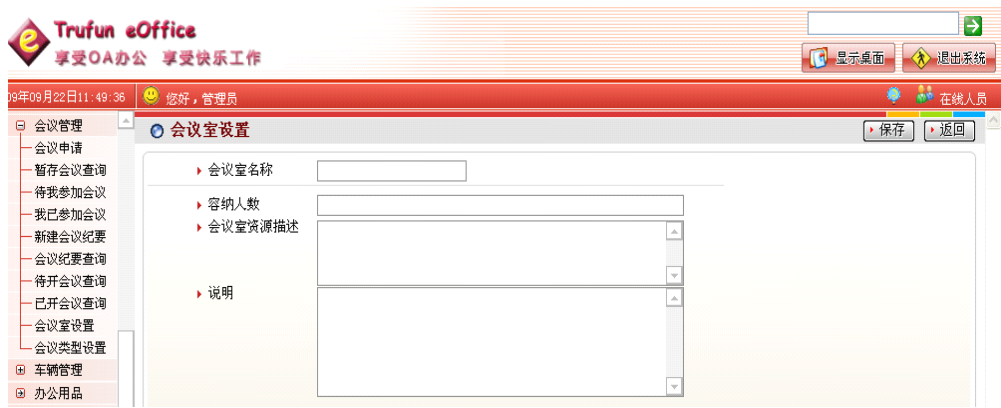 Trufun eOffice
享受OA办公 享受快乐工作
显示桌面
退出系统
09年09月22日11:49:36
您好，管理员
在线人员
会议管理
会议申请
暂存会议查询
待我参加会议
我已参加会议
新建会议纪要
会议纪要查询
待开会议查询
已开会议查询
会议室设置
会议类型设置
车辆管理
办公用品
会议室设置
保存
返回
会议室名称
容纳人数
会议室资源描述
说明